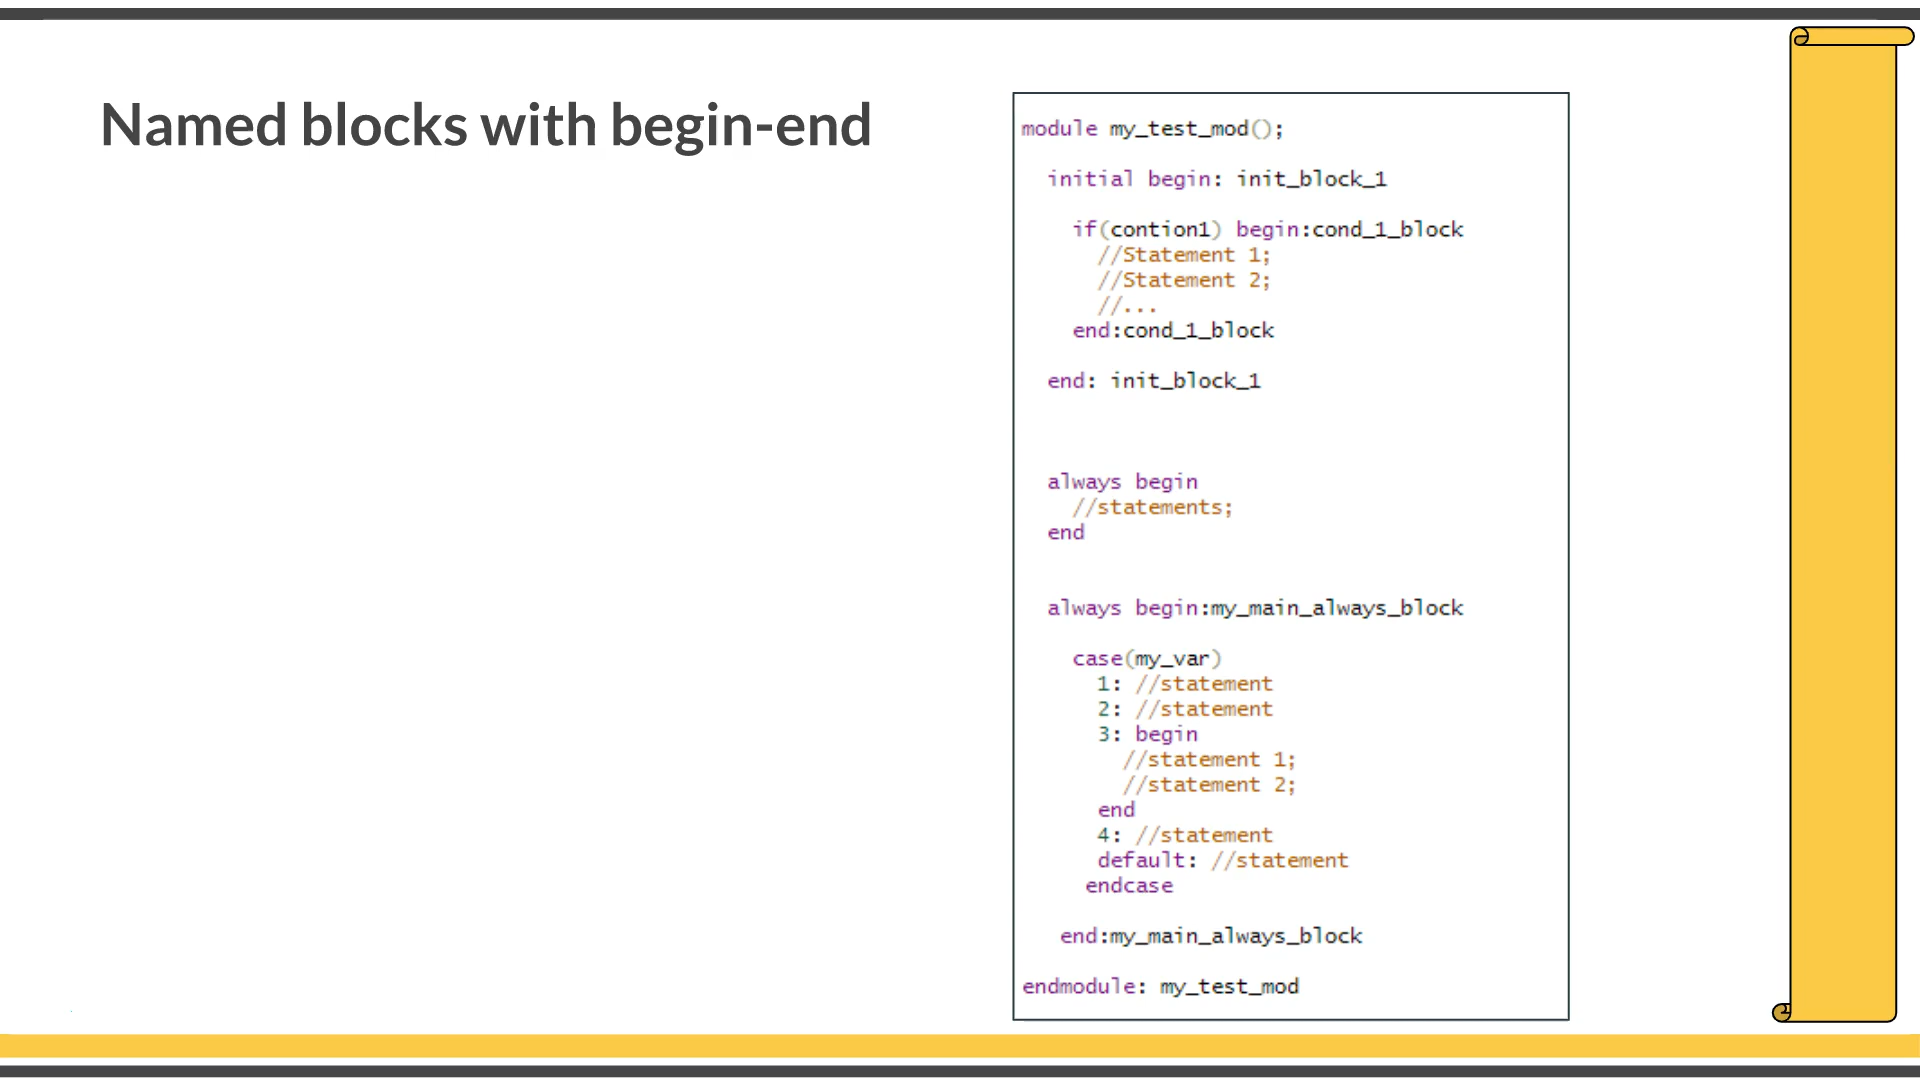 Named blocks with begin-end
module my_test_mod();
initial begin: init_block_1
if(contion1) begin:cond_1_block
//Statement 1;
//Statement 2;
//...
end:cond_1_block
end: init_block_1
always begin
//statements;
end
always begin:my_main_always_block
case(my_var)
1: //statement
2: //statement
3: begin
//statement 1;
//statement 2;
end
4: //statement
default: //statement
endcase
end:my_main_always_block
endmodule: my_test_mod